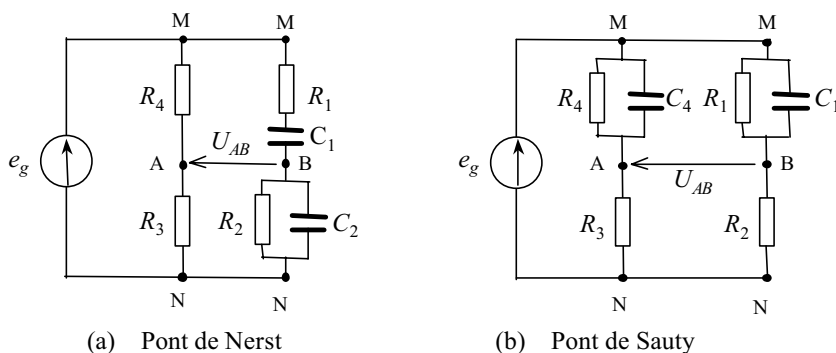 M M M M
R4 R1 R4 C4 R1 C1
C1
eg A UAB B eg A UAB B
R3 R2 C2 R3 R2
N N N N
(a) Pont de Nerst (b) Pont de Sauty